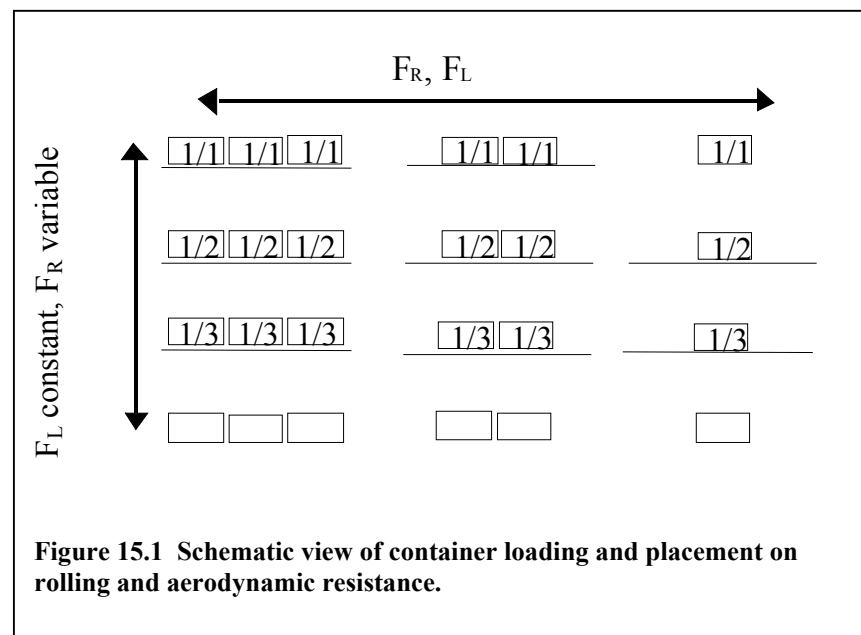 F_R, F_L
F_L constant, F_R variable
1/1 1/1 1/1 1/1 1/1 1/1
1/2 1/2 1/2 1/2 1/2 1/2
1/3 1/3 1/3 1/3 1/3 1/3
Figure 15.1 Schematic view of container loading and placement on
rolling and aerodynamic resistance.